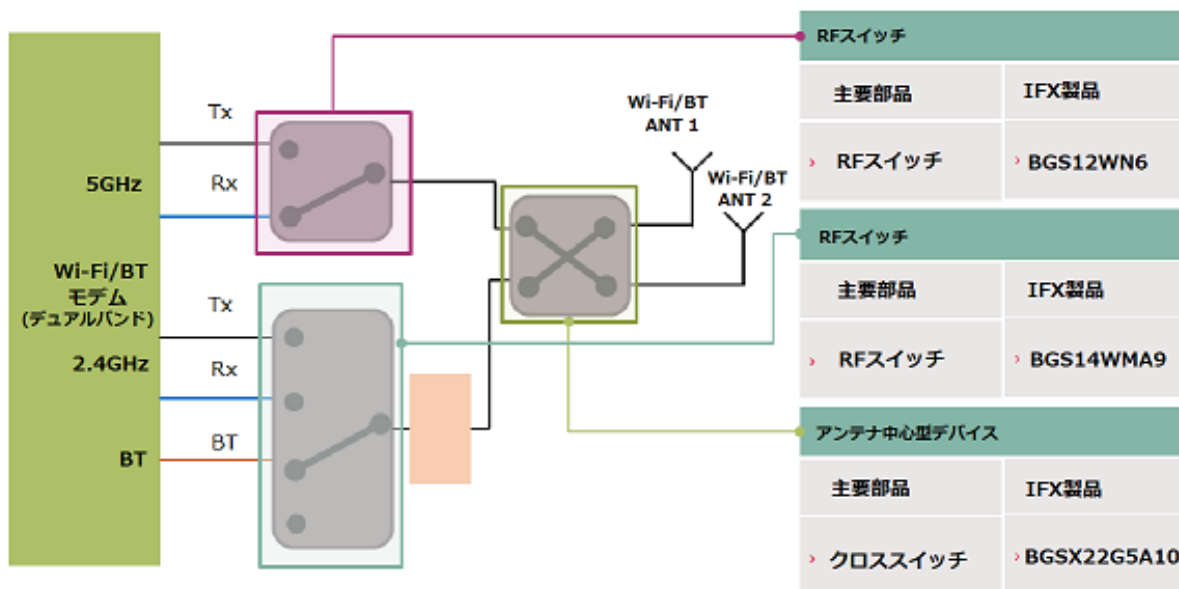 Tx
5GHz
Rx
Wi-Fi/BT
モデム
(デュアルバンド)
Tx
2.4GHz
Rx
BT
BT
Wi-Fi/BT
ANT 1
Wi-Fi/BT
ANT 2
RFスイッチ
主要部品 IFX製品
› RFスイッチ › BGS12WN6
RFスイッチ
主要部品 IFX製品
› RFスイッチ › BGS14WMA9
アンテナ中心型デバイス
主要部品 IFX製品
› クロススイッチ › BGSX22G5A10